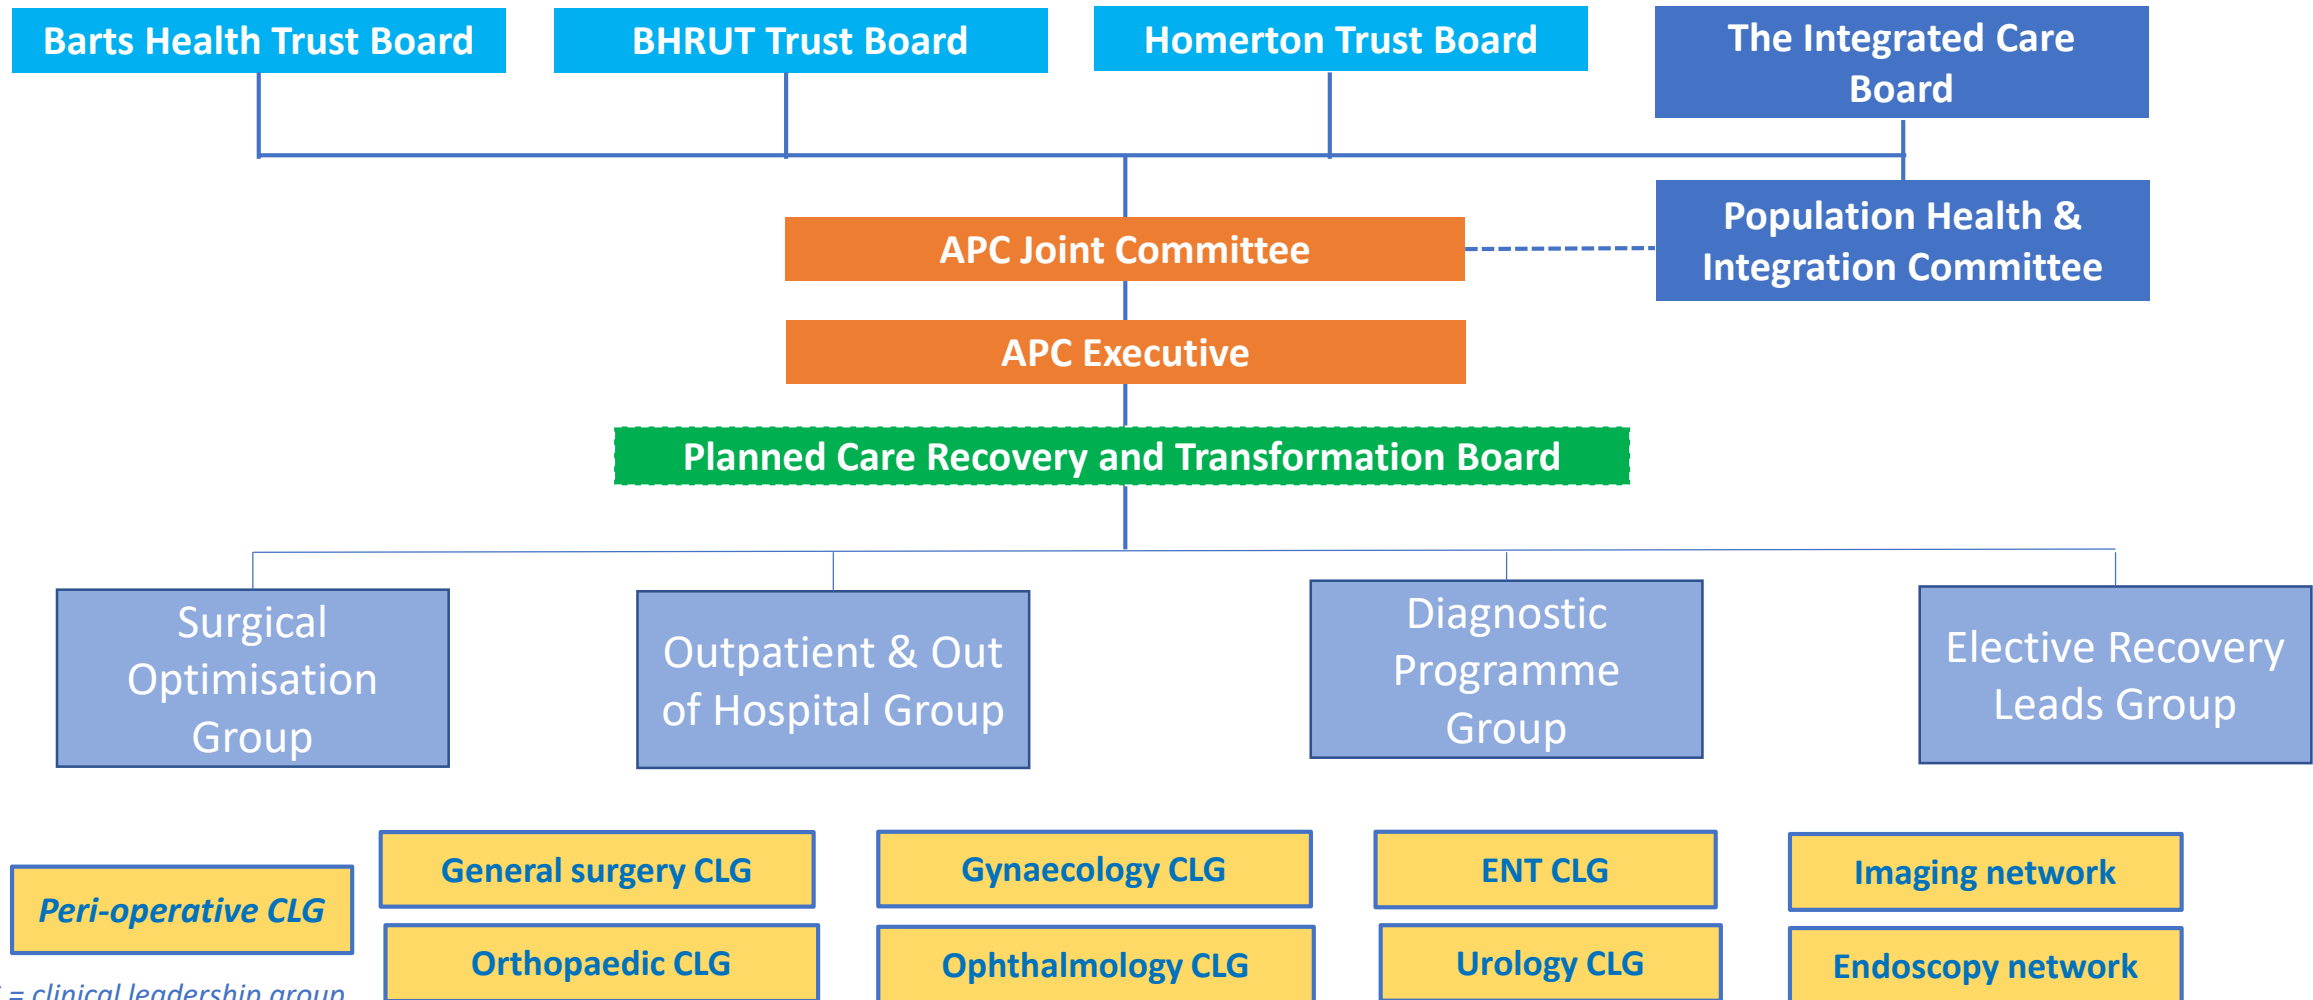 Barts Health Trust Board
BHRUT Trust Board
Homerton Trust Board
The Integrated Care
Board
Population Health &
Integration Committee
APC Joint Committee
APC Executive
Planned Care Recovery and Transformation Board
Surgical
Optimisation
Group
Outpatient & Out
of Hospital Group
Diagnostic
Programme
Group
Elective Recovery
Leads Group
Peri-operative CLG
General surgery CLG
Gynaecology CLG
ENT CLG
Imaging network
Orthopaedic CLG
Ophthalmology CLG
Urology CLG
Endoscopy network
= clinical leadership group